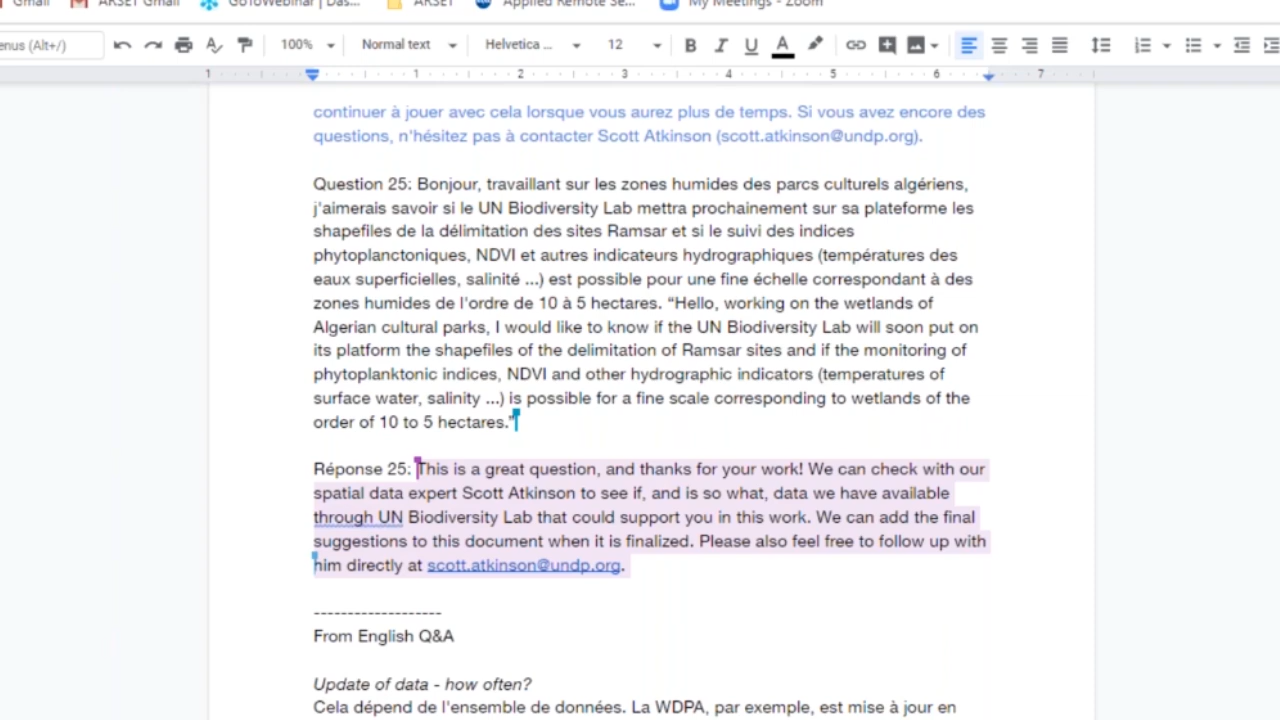 Gmail ARSET Gmail GoToWebinar | Das... ARSET Applied Remote Se... My Meetings - Zoom
enus (Alt+/) 100% Normal text Helvetica ... 12 B I U A
1 1 2 3 4 5 6 7
continuer à jouer avec cela lorsque vous aurez plus de temps. Si vous avez encore des
questions, n'hésitez pas à contacter Scott Atkinson (scott.atkinson@undp.org).
Question 25: Bonjour, travaillant sur les zones humides des parcs culturels algériens,
j'aimerais savoir si le UN Biodiversity Lab mettra prochainement sur sa plateforme les
shapefiles de la délimitation des sites Ramsar et si le suivi des indices
phytoplanctoniques, NDVI et autres indicateurs hydrographiques (températures des
eaux superficielles, salinité ...) est possible pour une fine échelle correspondant à des
zones humides de l'ordre de 10 à 5 hectares. “Hello, working on the wetlands of
Algerian cultural parks, I would like to know if the UN Biodiversity Lab will soon put on
its platform the shapefiles of the delimitation of Ramsar sites and if the monitoring of
phytoplanktonic indices, NDVI and other hydrographic indicators (temperatures of
surface water, salinity ...) is possible for a fine scale corresponding to wetlands of the
order of 10 to 5 hectares.”
Réponse 25: This is a great question, and thanks for your work! We can check with our
spatial data expert Scott Atkinson to see if, and is so what, data we have available
through UN Biodiversity Lab that could support you in this work. We can add the final
suggestions to this document when it is finalized. Please also feel free to follow up with
him directly at scott.atkinson@undp.org.
-------------------
From English Q&A
Update of data - how often?
Cela dépend de l'ensemble de données. La WDPA, par exemple, est mise à jour en